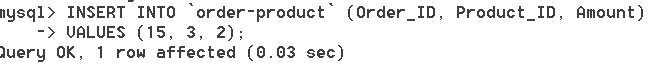 mysql> INSERT INTO `order-product` (Order_ID, Product_ID, Amount)
    -> VALUES (15, 3, 2);
Query OK, 1 row affected (0.03 sec)